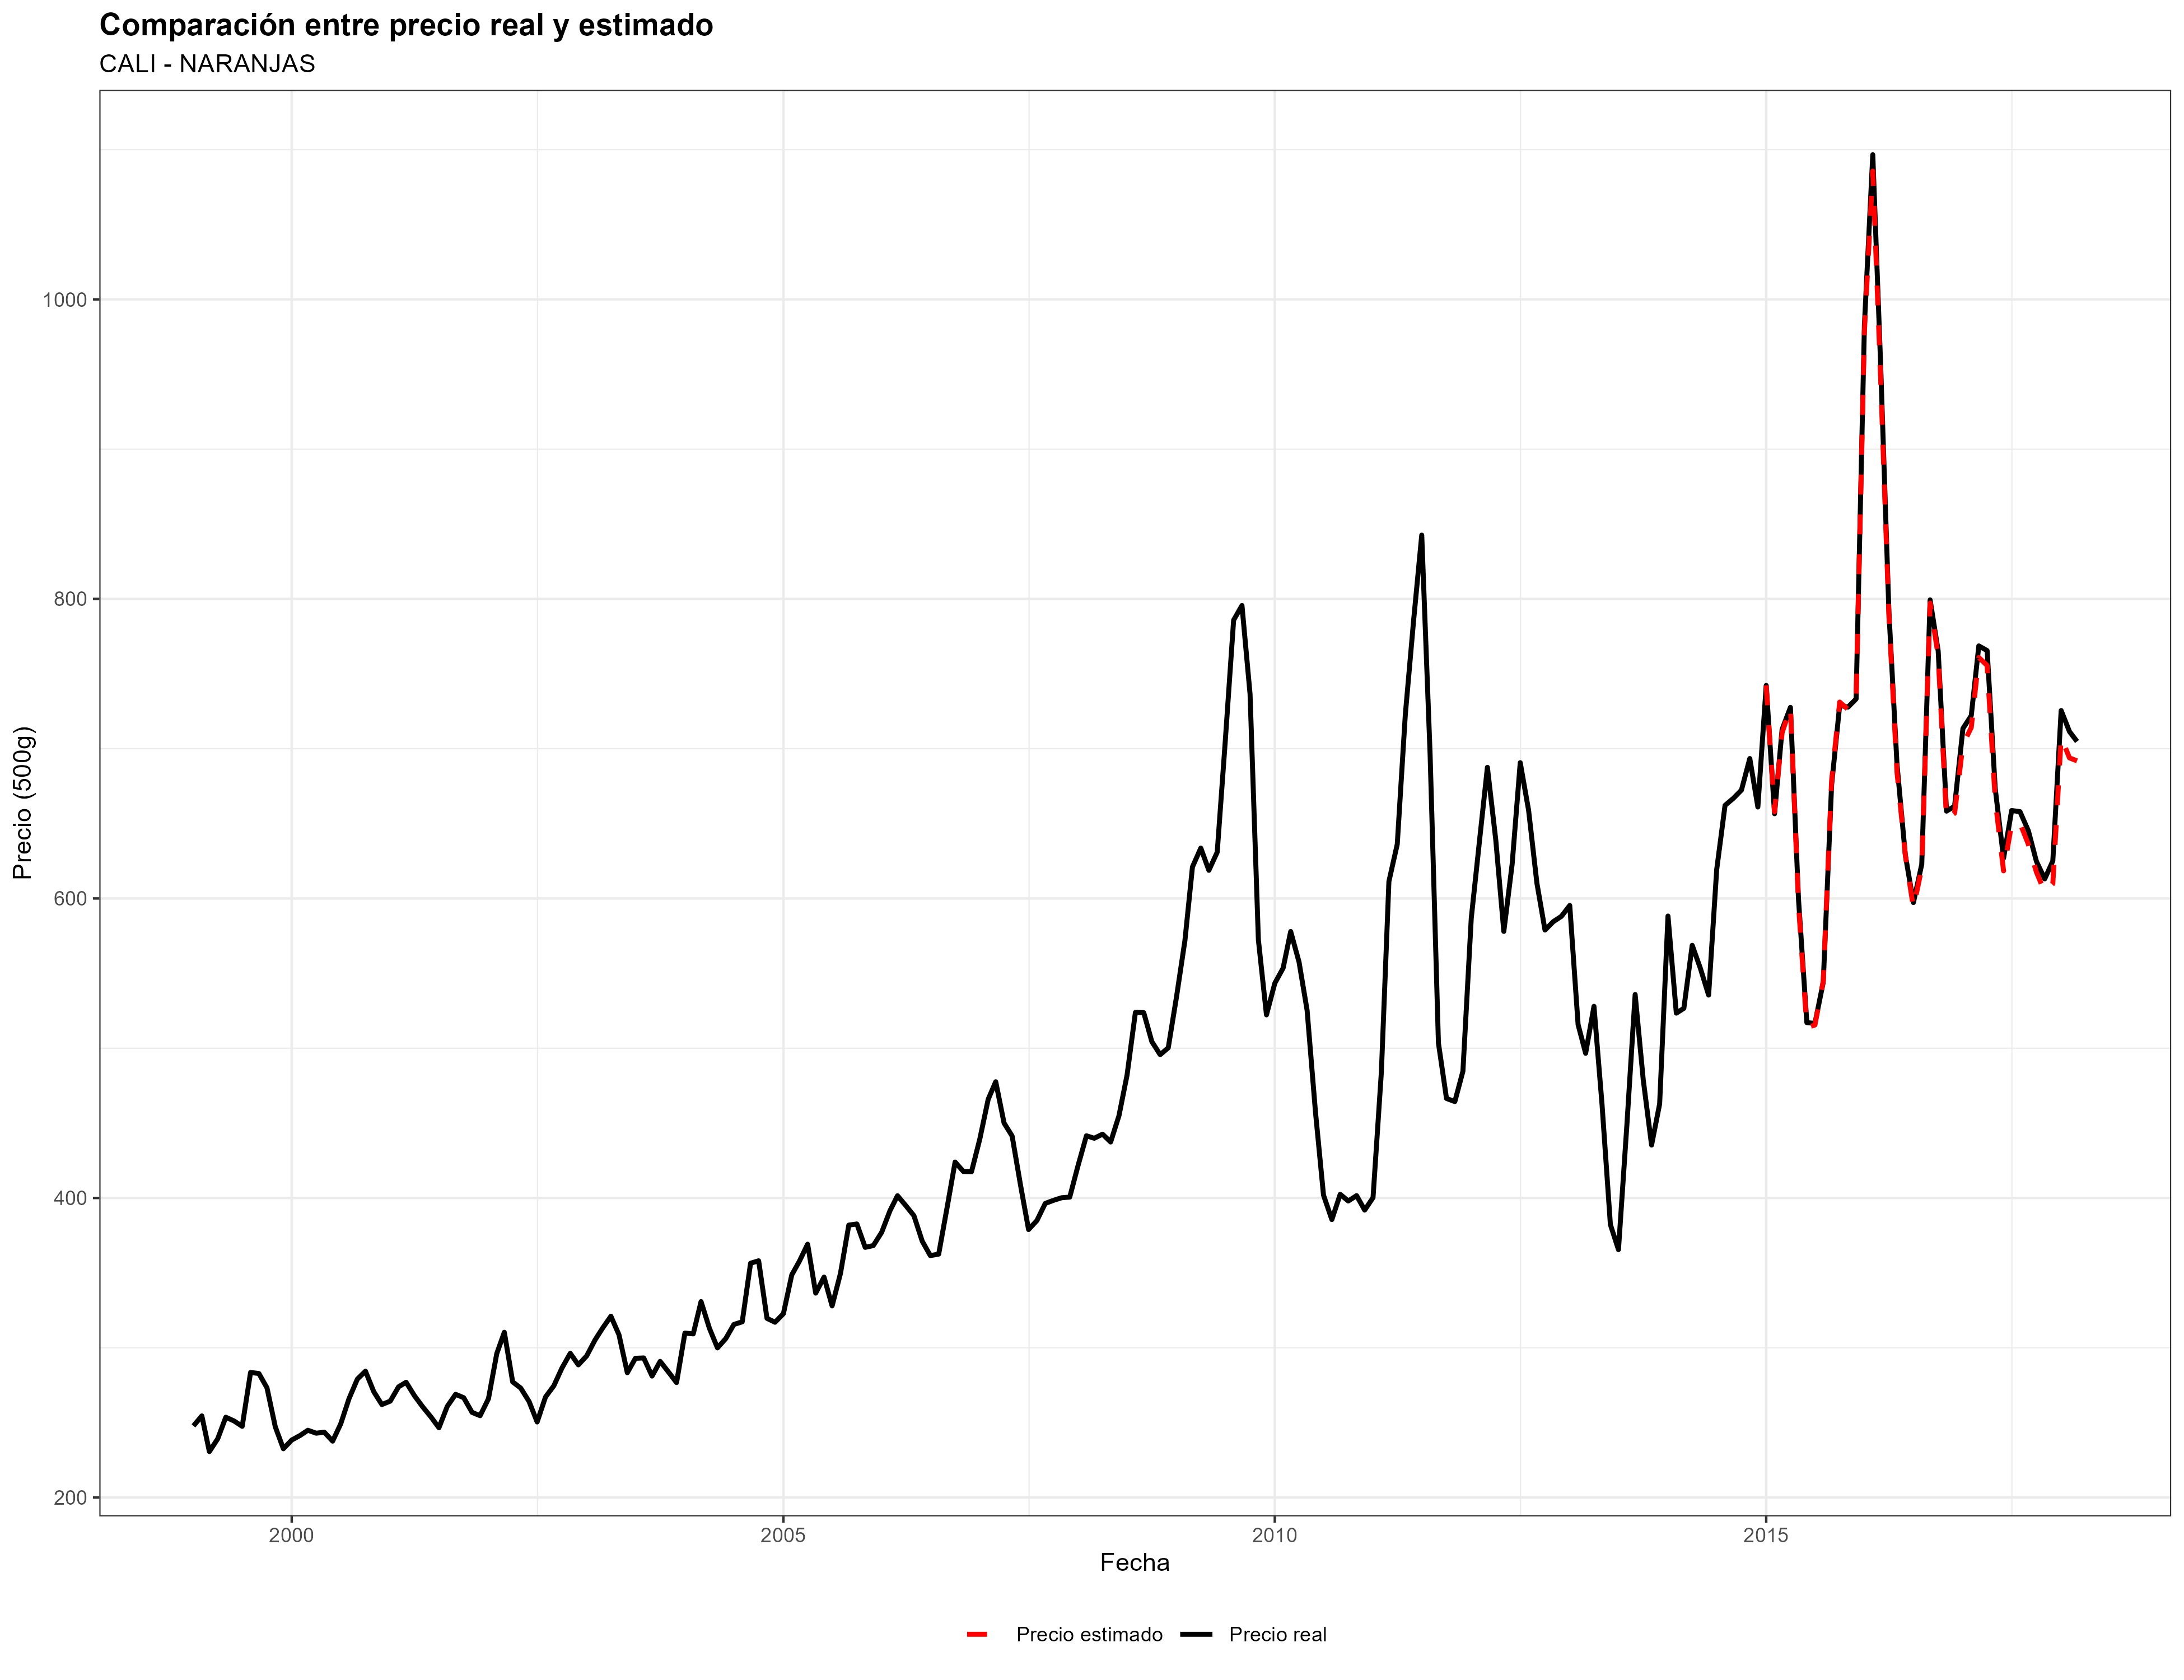 Comparación entre precio real y estimado
CALI - NARANJAS
Precio (500g)
1000
800
600
400
200
2000 2005 2010 2015
Fecha
Precio estimado Precio real